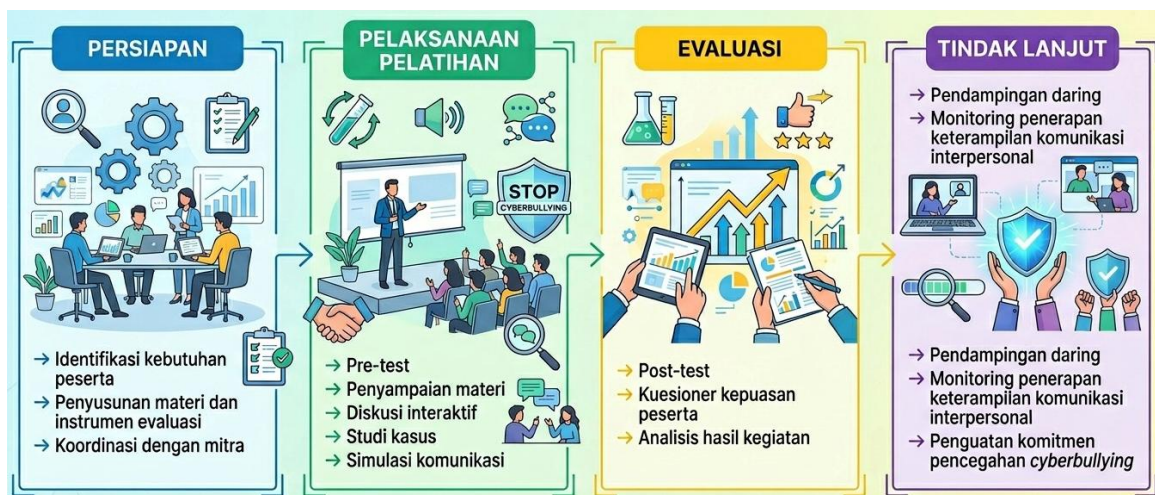 PERSIAPAN
→ Identifikasi kebutuhan
peserta
→ Penyusunan materi dan
instrumen evaluasi
→ Koordinasi dengan mitra
PELAKSANAAN
PELATIHAN
STOP
CYBERBULLYING
→ Pre-test
→ Penyampaian materi
→ Diskusi interaktif
→ Studi kasus
→ Simulasi komunikasi
EVALUASI
→ Post-test
→ Kuesioner kepuasan
peserta
→ Analisis hasil kegiatan
TINDAK LANJUT
→ Pendampingan daring
→ Monitoring penerapan
keterampilan komunikasi
interpersonal
→ Pendampingan daring
→ Monitoring penerapan
keterampilan komunikasi
interpersonal
→ Penguatan komitmen
pencegahan cyberbullying